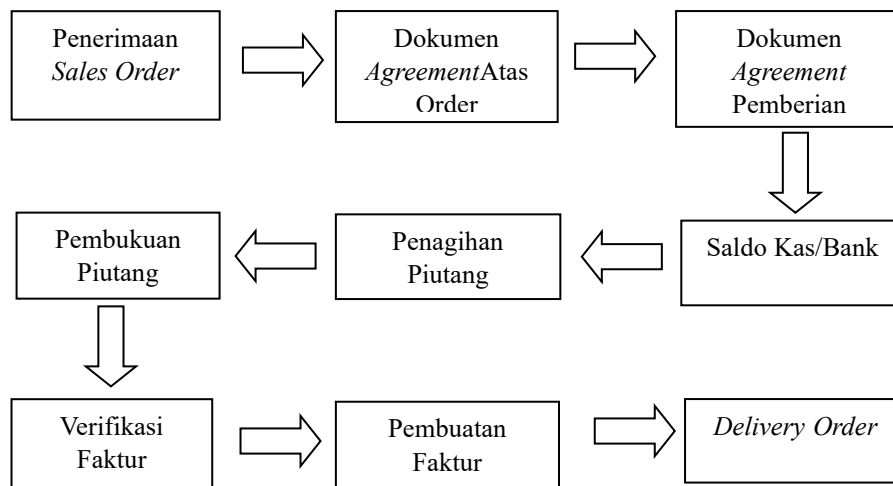 Penerimaan
Sales Order
Dokumen
AgreementAtas
Order
Dokumen
Agreement
Pemberian
Pembukuan
Piutang
Penagihan
Piutang
Saldo Kas/Bank
Verifikasi
Faktur
Pembuatan
Faktur
Delivery Order